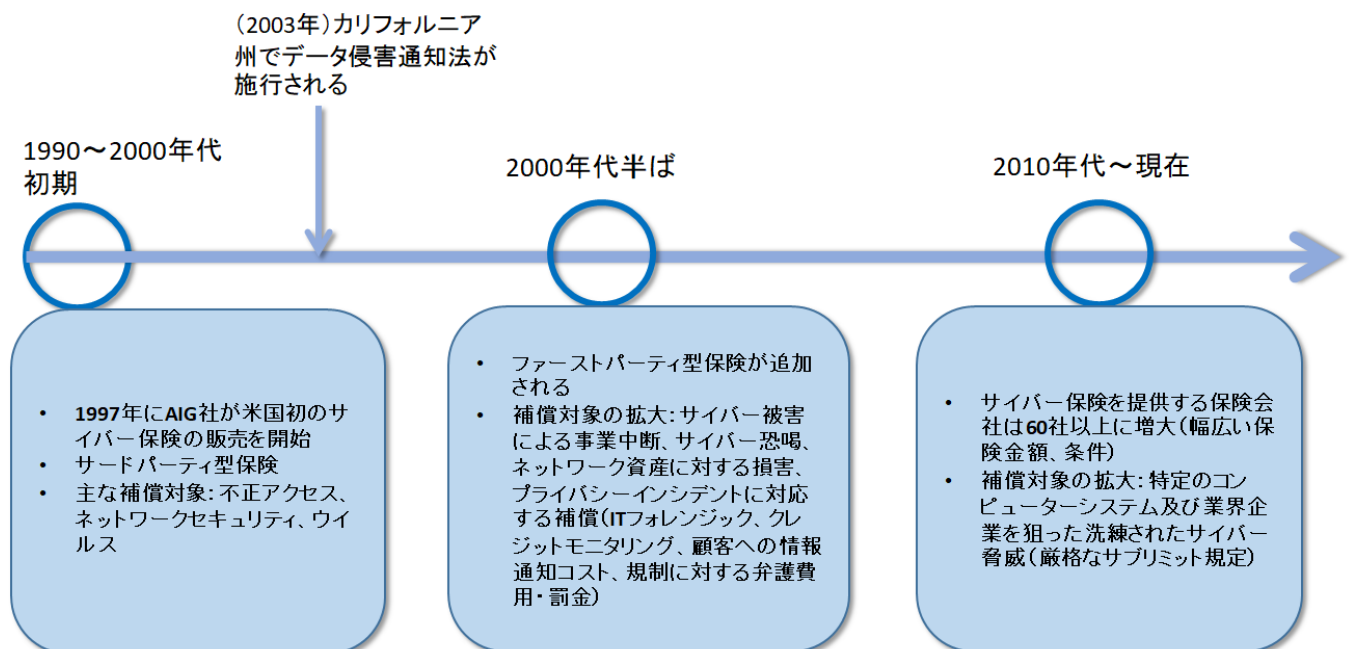 (2003年)カリフォルニア
州でデータ侵害通知法が
施行される
1990~2000年代
初期
2000年代半ば
2010年代~現在
• 1997年にAIG社が米国初のサ
イバー保険の販売を開始
• サードパーティ型保険
• 主な補償対象:不正アクセス、
ネットワークセキュリティ、ウイ
ルス
• ファーストパーティ型保険が追加
される
• 補償対象の拡大:サイバー被害
による事業中断、サイバー恐喝、
ネットワーク資産に対する損害、
プライバシーインシデントに対応
する補償(ITフォレンジック、クレ
ジットモニタリング、顧客への情報
通知コスト、規制に対する弁護費
用・罰金)
• サイバー保険を提供する保険会
社は60社以上に増大(幅広い保
険金額、条件)
• 補償対象の拡大:特定のコン
ピューターシステム及び業界企
業を狙った洗練されたサイバー
脅威(厳格なサブリミット規定)